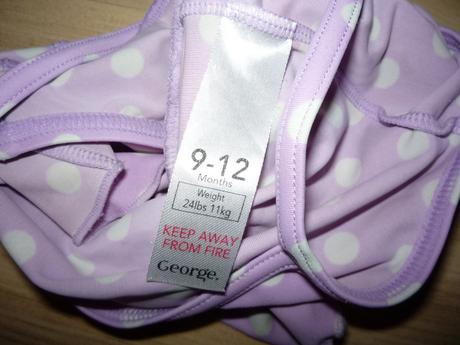 9-12
Months
Weight
24lbs 11kg
KEEP AWAY
FROM FIRE
George.